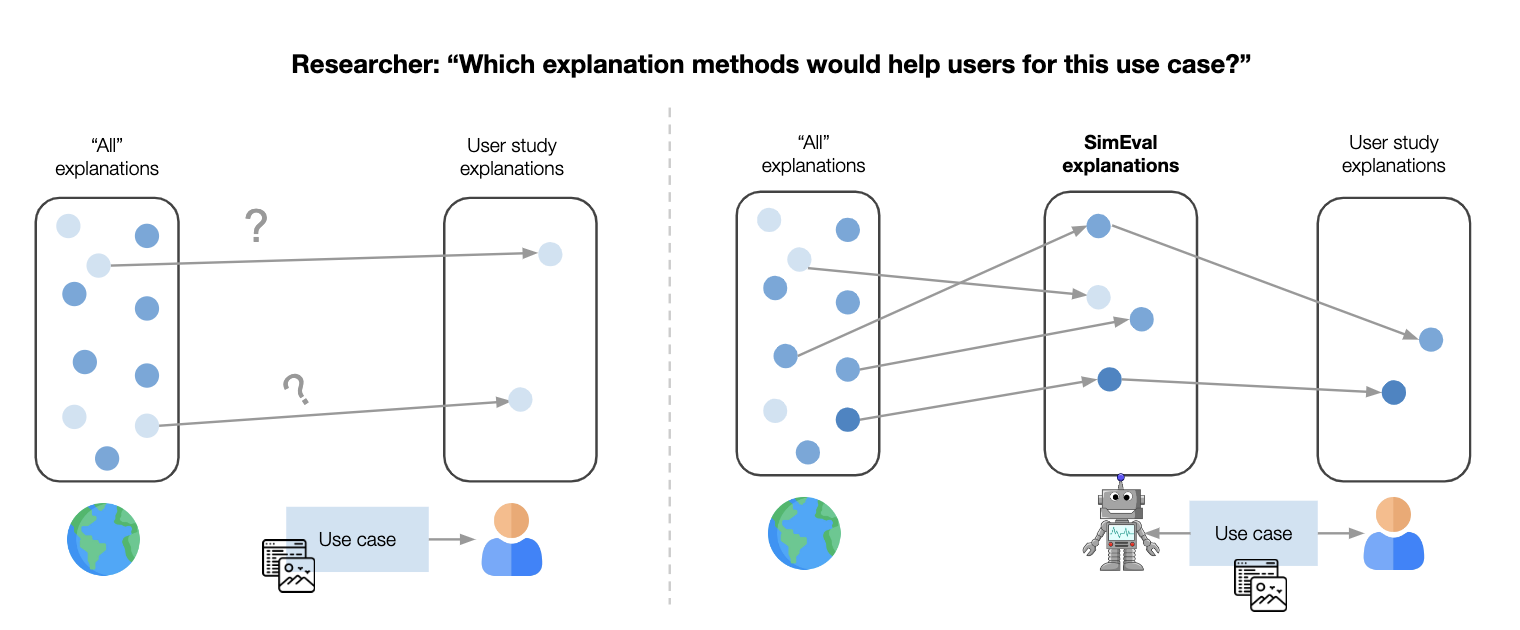 Researcher: “Which explanation methods would help users for this use case?”
“All”
explanations
User study
explanations
?
?
Use case
“All”
explanations
SimEval
explanations
User study
explanations
Use case